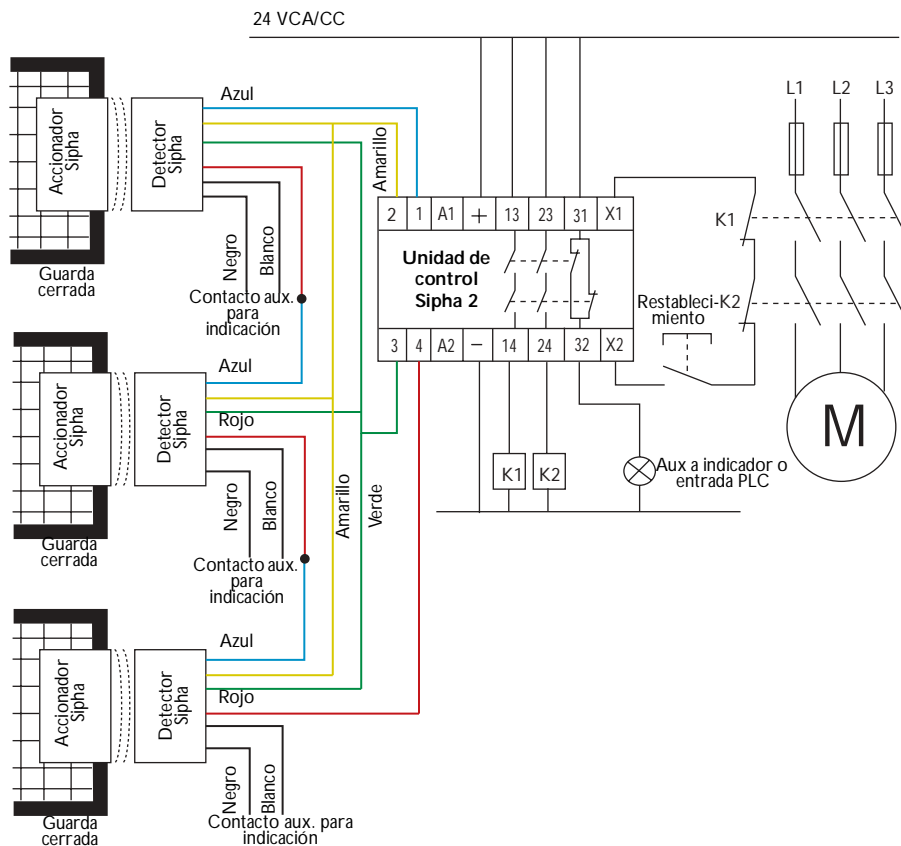 24 VCA/CC
Accionador
Sipha
Detector
Sipha
Azul
Amarillo
Negro
Blanco
Guarda
cerrada
Contacto aux.
para
indicación
L1 L2 L3
2 1 A1 + 13 23 31 X1
Unidad de
control
Sipha 2
3 4 A2 − 14 24 32 X2
K1
Restableci-K2
miento
M
K1 K2
Aux a indicador o
entrada PLC
Accionador
Sipha
Detector
Sipha
Azul
Rojo
Negro
Blanco
Amarillo
Verde
Guarda
cerrada
Contacto aux.
para
indicación
Accionador
Sipha
Detector
Sipha
Azul
Rojo
Negro
Blanco
Guarda
cerrada
Contacto aux. para
indicación